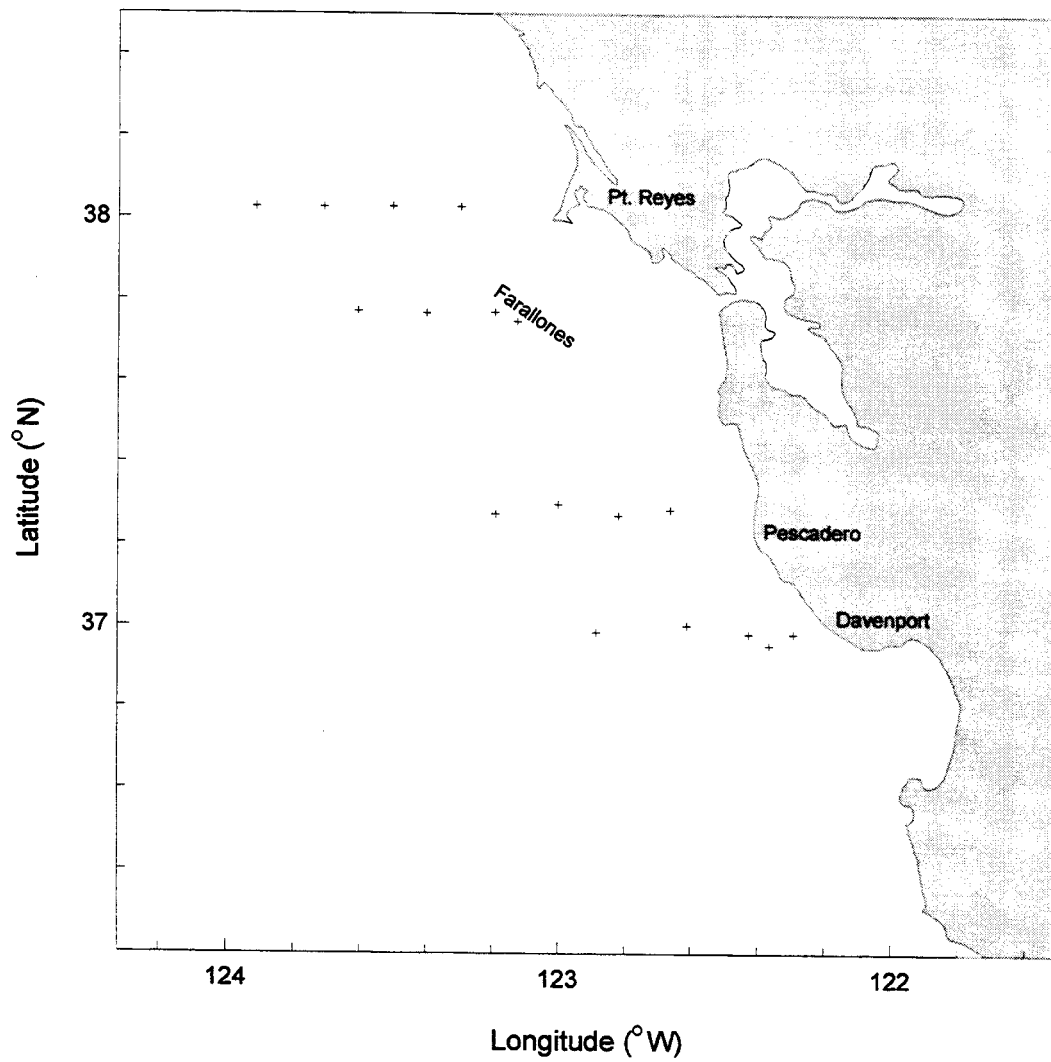 Pt. Reyes
38
Farallones
Latitude (°N)
Pescadero
37
Davenport
124
123
122
Longitude (°W)